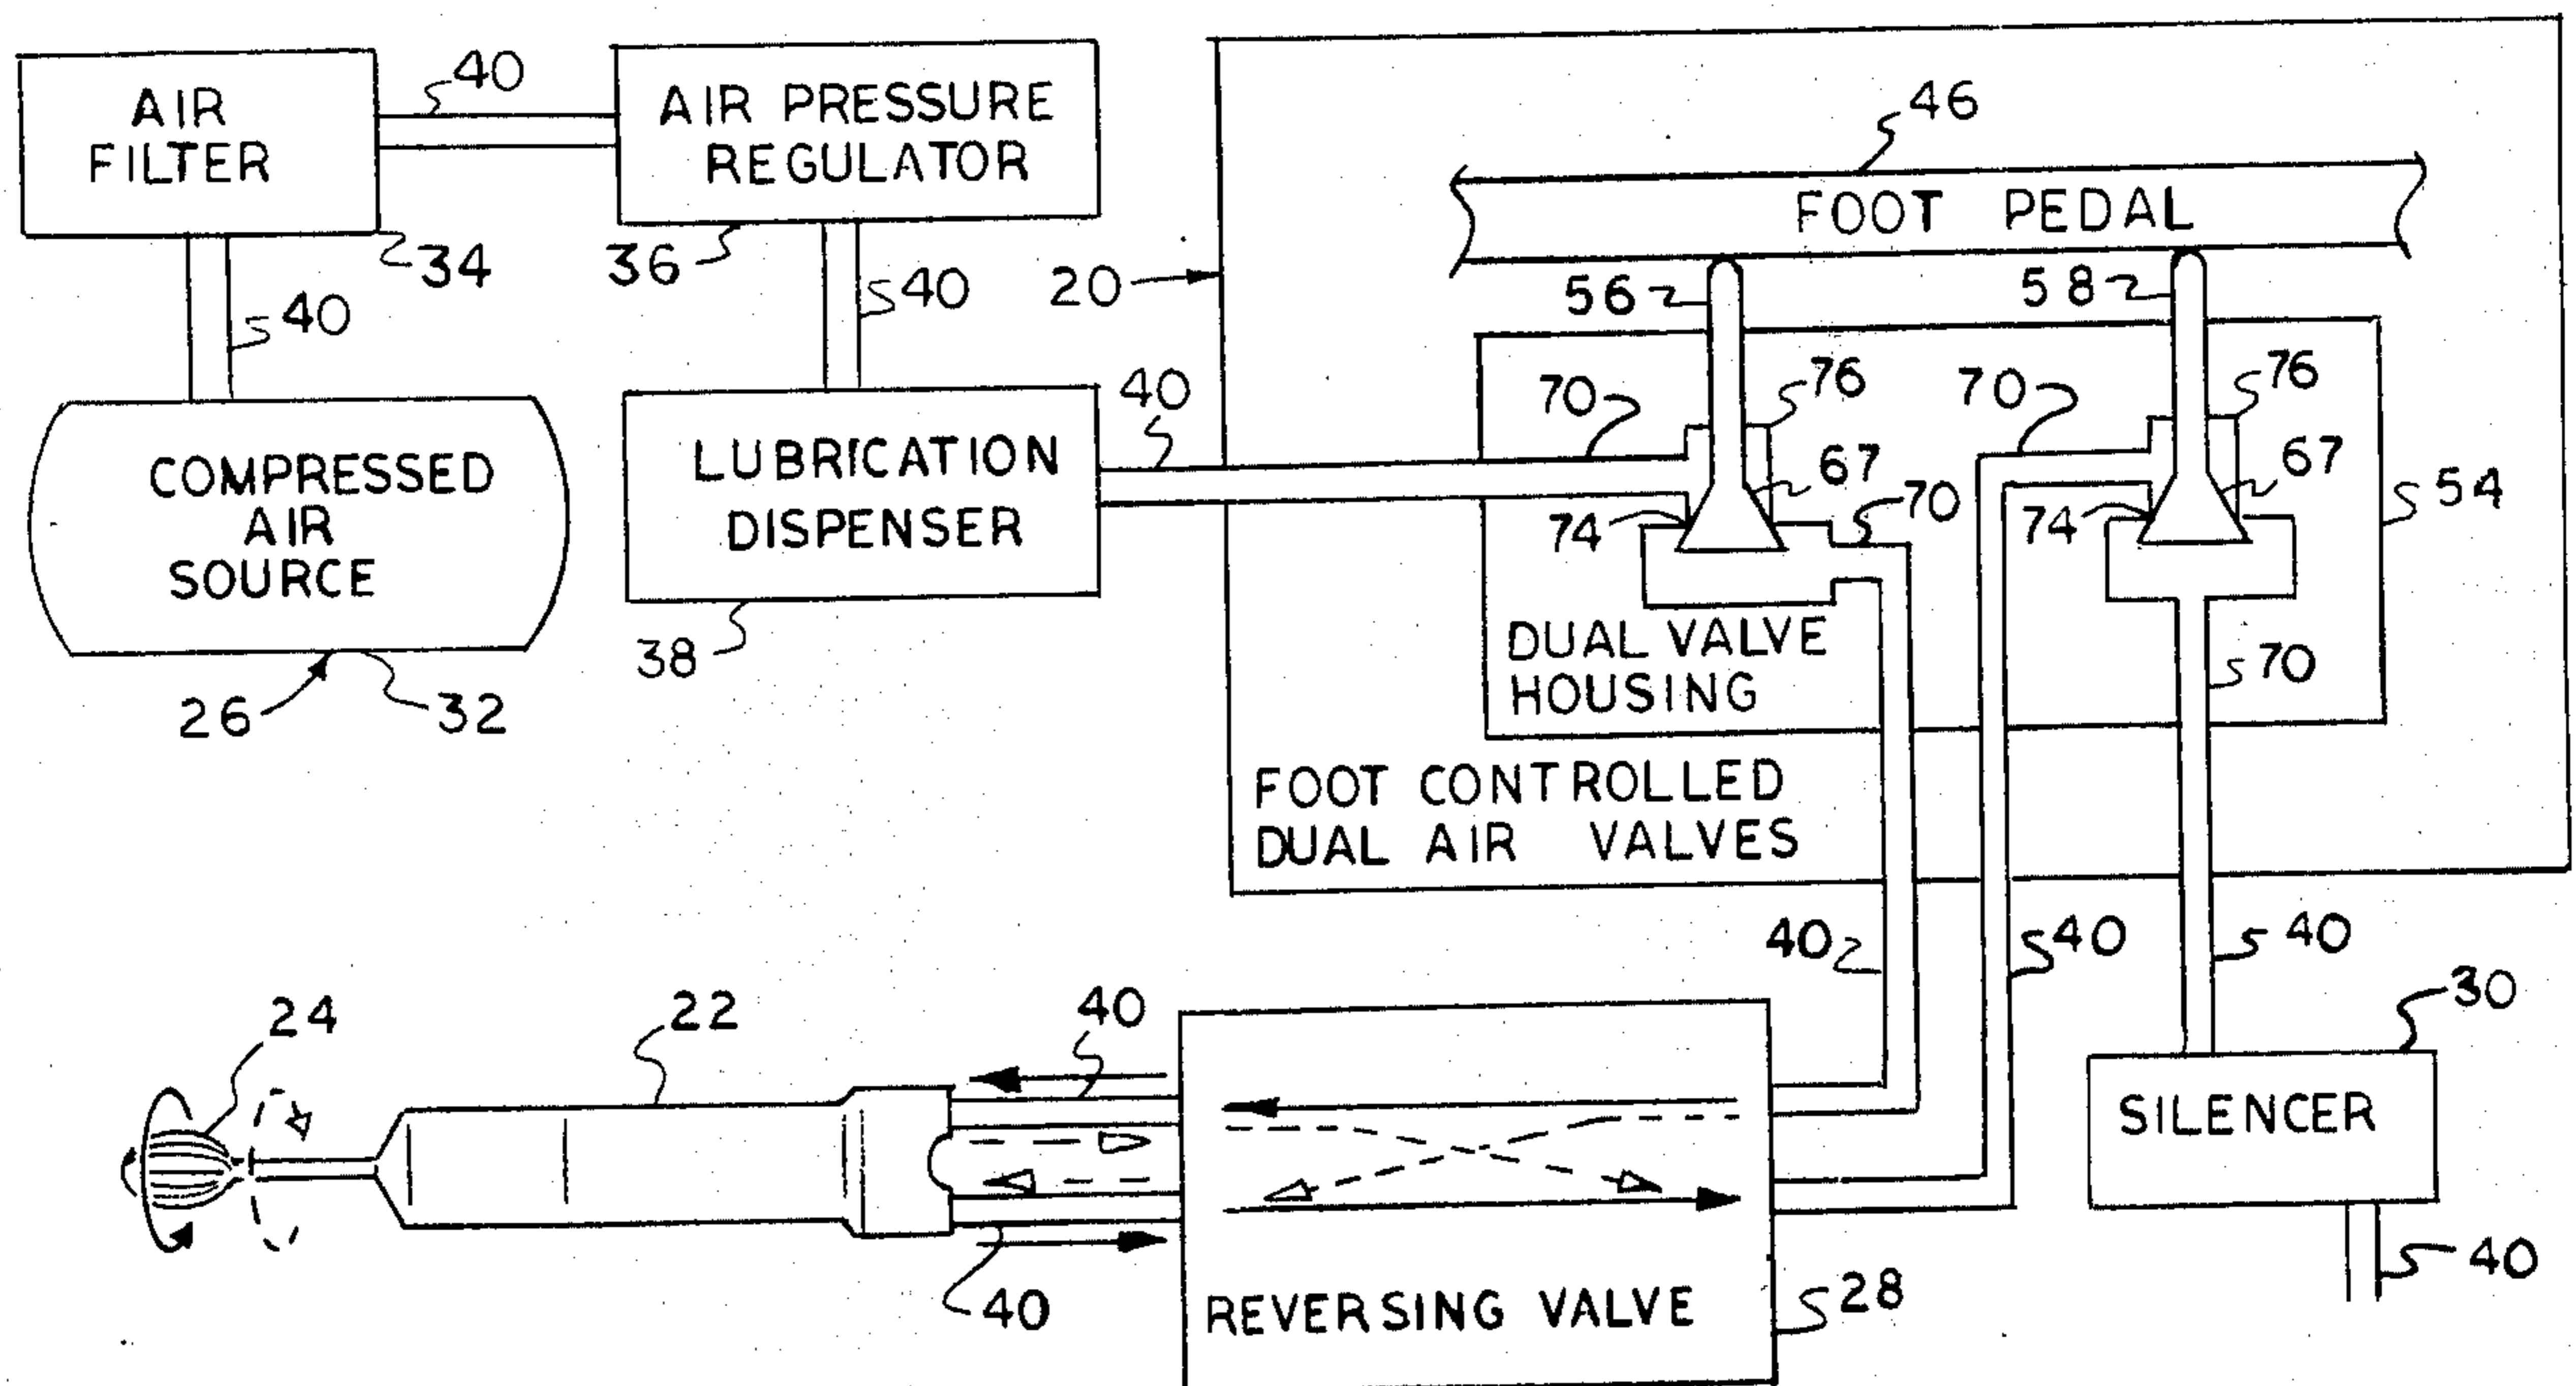 AIR
FILTER
40
AIR PRESSURE
REGULATOR
46
FOOT PEDAL
34
36
40
20
56
58
40
40
76
76
70
70
67
67
54
COMPRESSED
AIR
SOURCE
LUBRICATION
DISPENSER
74
70
74
DUAL VALVE
HOUSING
70
38
26
32
FOOT CONTROLLED
DUAL AIR VALVES
40
40
40
30
24
22
40
SILENCER
40
40
REVERSING VALVE
28